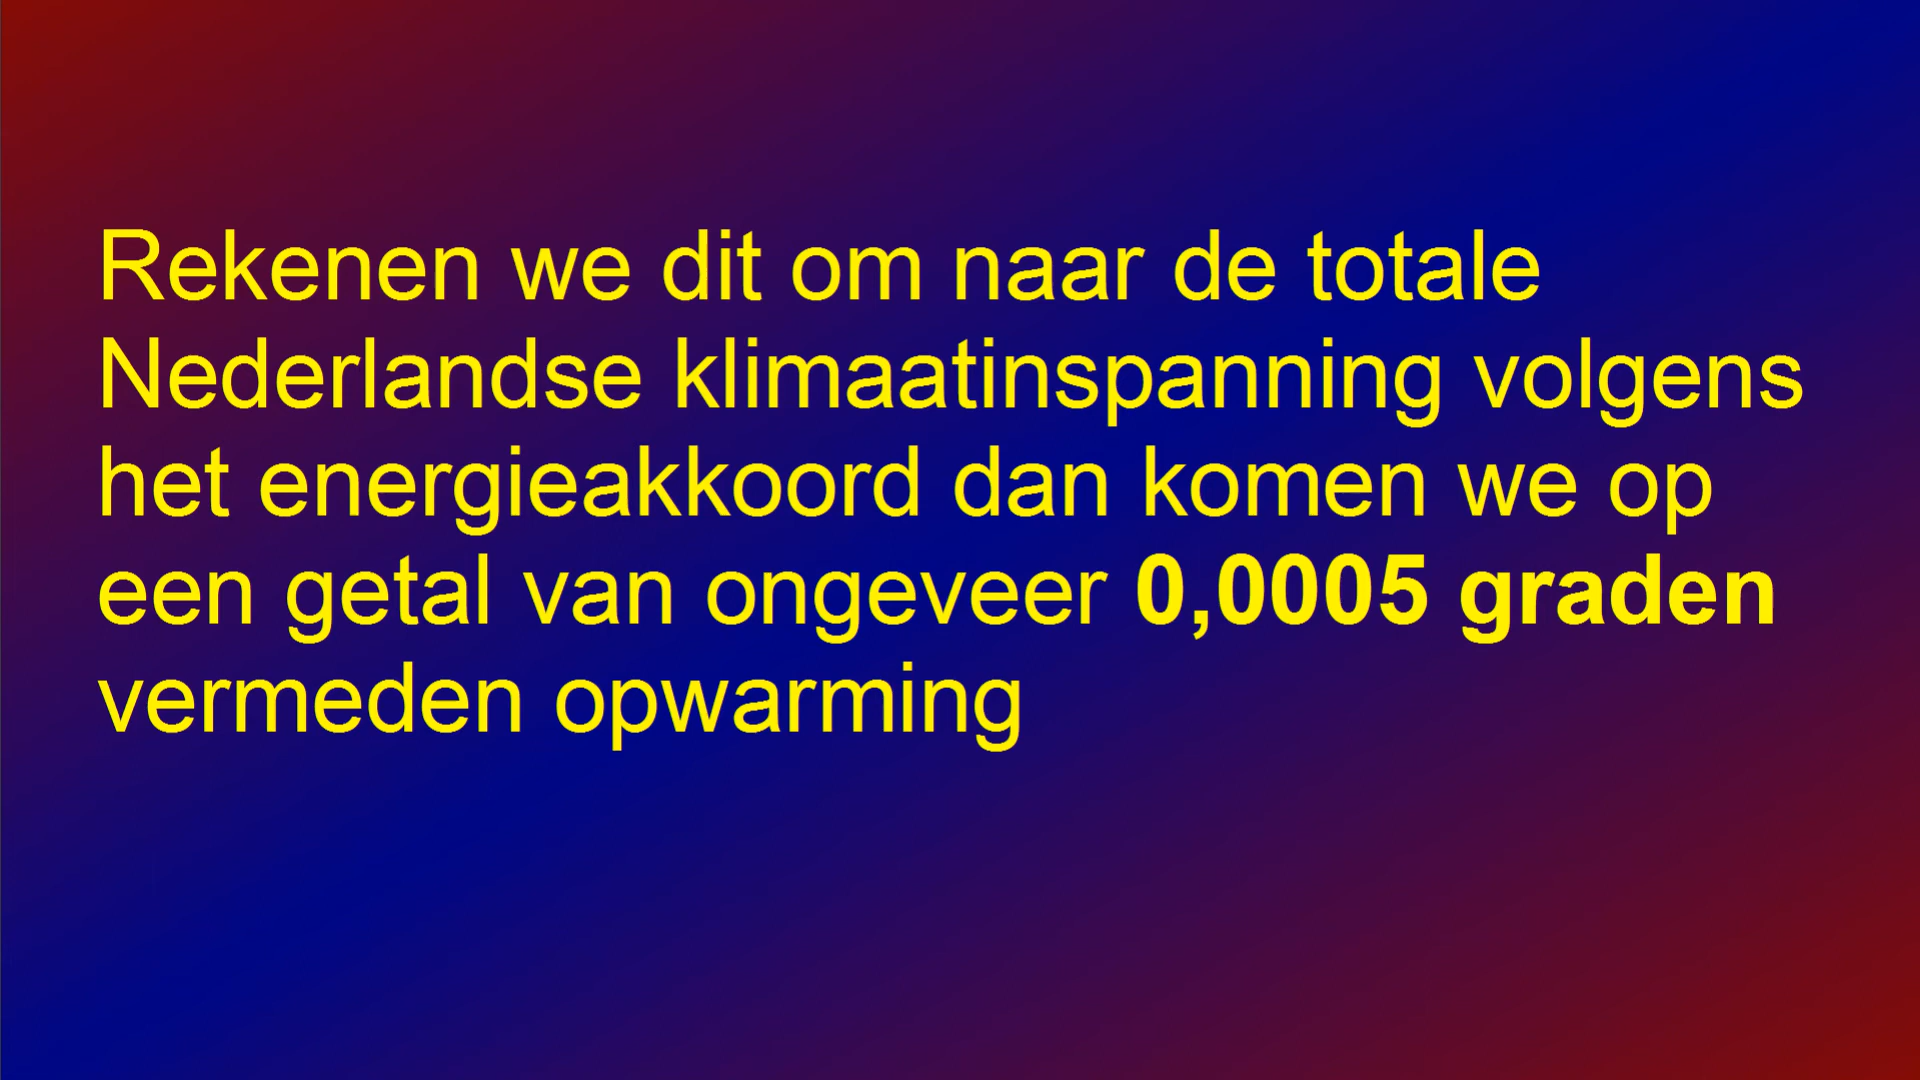 Rekenen we dit om naar de totale
Nederlandse klimaatinspanning volgens
het energieakkoord dan komen we op
een getal van ongeveer 0,0005 graden
vermeden opwarming